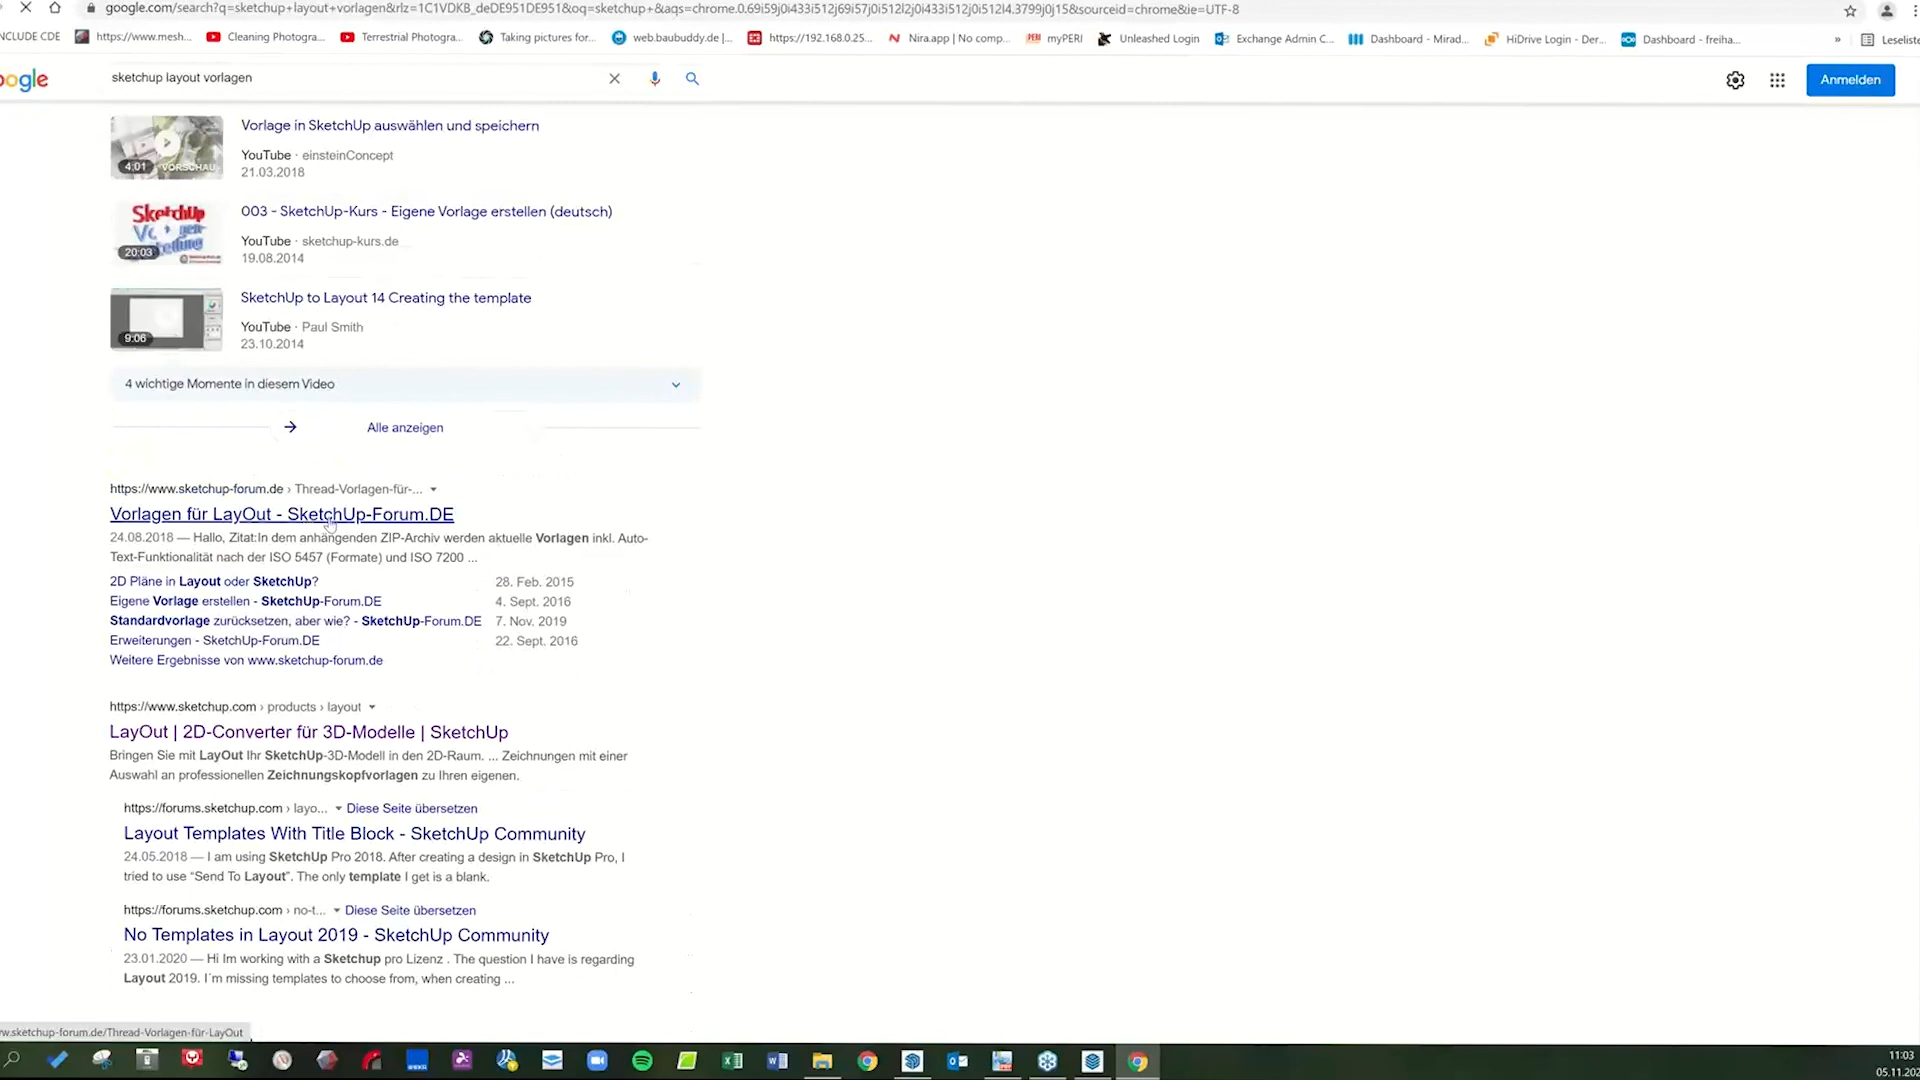 google.com/search?q=sketchup+layout+vorlagen&rlz=1C1VDKB_deDE951DE951&oq=sketchup+&aqs=chrome.0.69i59j0i433i512j69i57j0i512l2j0i433i512j0i512l4.3799j0j15&sourceid=chrome&ie=UTF-8
NCLUDE CDE https://www.mesh... Cleaning Photogra... Terrestrial Photogra... Taking pictures for... web.baubuddy.de |... https://192.168.0.25... Nira.app | No comp... myPERI Unleashed Login Exchange Admin C... Dashboard - Mirad... HiDrive Login - Der... Dashboard - freiha... » Leseliste
oogle sketchup layout vorlagen Anmelden
Vorlage in SketchUp auswählen und speichern
YouTube · einsteinConcept
4:01 VORSCHAU
21.03.2018
003 - SketchUp-Kurs - Eigene Vorlage erstellen (deutsch)
SketchUp
YouTube · sketchup-kurs.de
20:03
19.08.2014
SketchUp to Layout 14 Creating the template
YouTube · Paul Smith
9:06
23.10.2014
4 wichtige Momente in diesem Video
Alle anzeigen
https://www.sketchup-forum.de › Thread-Vorlagen-für-...
Vorlagen für LayOut - SketchUp-Forum.DE
24.08.2018 — Hallo, Zitat:In dem anhängenden ZIP-Archiv werden aktuelle Vorlagen inkl. Auto-
Text-Funktionalität nach der ISO 5457 (Formate) und ISO 7200 ...
2D Pläne in Layout oder SketchUp? 28. Feb. 2015
Eigene Vorlage erstellen - SketchUp-Forum.DE 4. Sept. 2016
Standardvorlage zurücksetzen, aber wie? - SketchUp-Forum.DE 7. Nov. 2019
Erweiterungen - SketchUp-Forum.DE 22. Sept. 2016
Weitere Ergebnisse von www.sketchup-forum.de
https://www.sketchup.com › products › layout
LayOut | 2D-Converter für 3D-Modelle | SketchUp
Bringen Sie mit LayOut Ihr SketchUp-3D-Modell in den 2D-Raum. ... Zeichnungen mit einer
Auswahl an professionellen Zeichnungskopfvorlagen zu Ihren eigenen.
https://forums.sketchup.com › layo... Diese Seite übersetzen
Layout Templates With Title Block - SketchUp Community
24.05.2018 — I am using SketchUp Pro 2018. After creating a design in SketchUp Pro, I
tried to use “Send To Layout”. The only template I get is a blank.
https://forums.sketchup.com › no-t... Diese Seite übersetzen
No Templates in Layout 2019 - SketchUp Community
23.01.2020 — Hi Im working with a Sketchup pro Lizenz . The question I have is regarding
Layout 2019. I´m missing templates to choose from, when creating ...
w.sketchup-forum.de/Thread-Vorlagen-für-LayOut
11:03
05.11.202